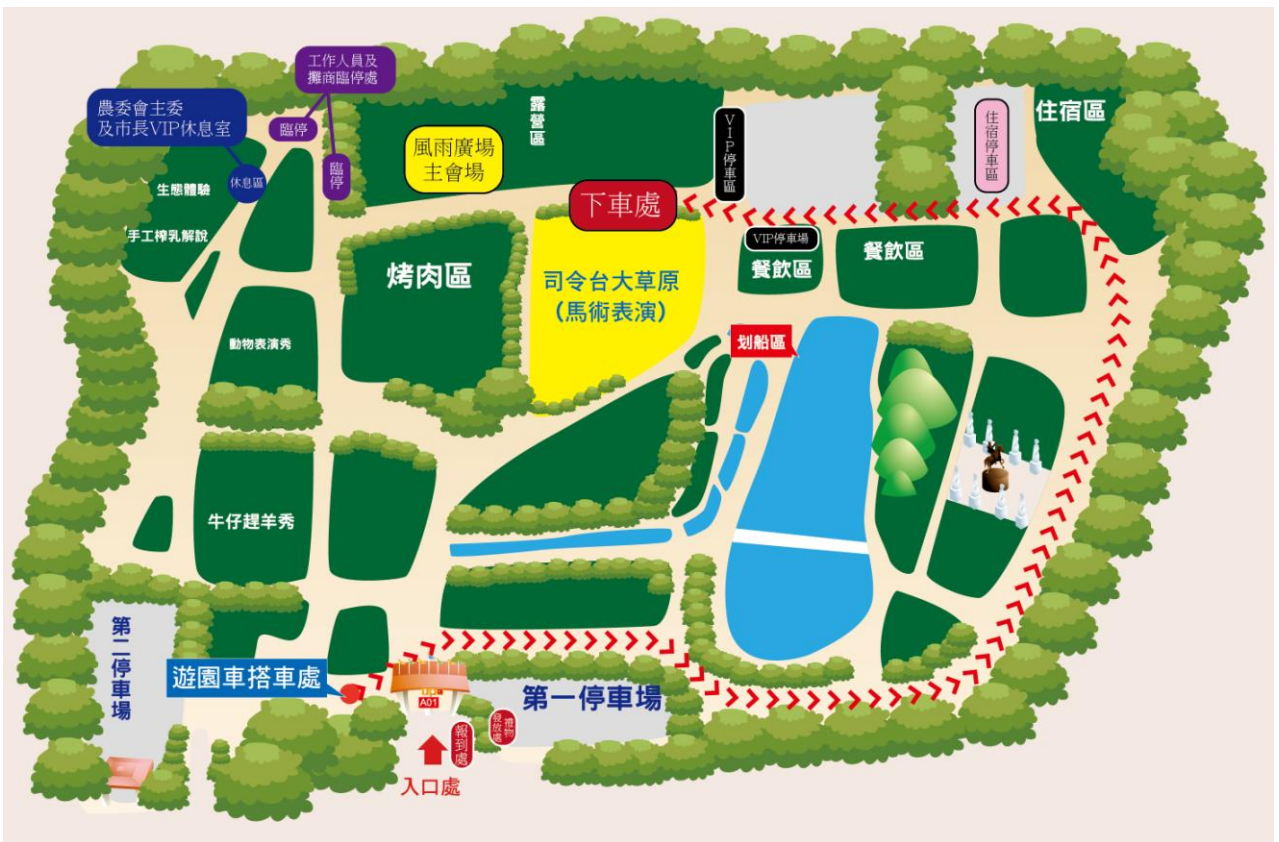 工作人員及
攤商臨停處
農委會主委
及市長VIP休息室
臨停
臨停
休息區
生態體驗
手工榨乳解說
風雨廣場
主會場
露營區
下車處
VIP停車區
住宿停車區
住宿區
VIP停車場
餐飲區
餐飲區
烤肉區
司令台大草原
(馬術表演)
動物表演秀
划船區
牛仔趕羊秀
第二停車場
遊園車搭車處
A01
第一停車場
報到處
禮物
發放處
入口處